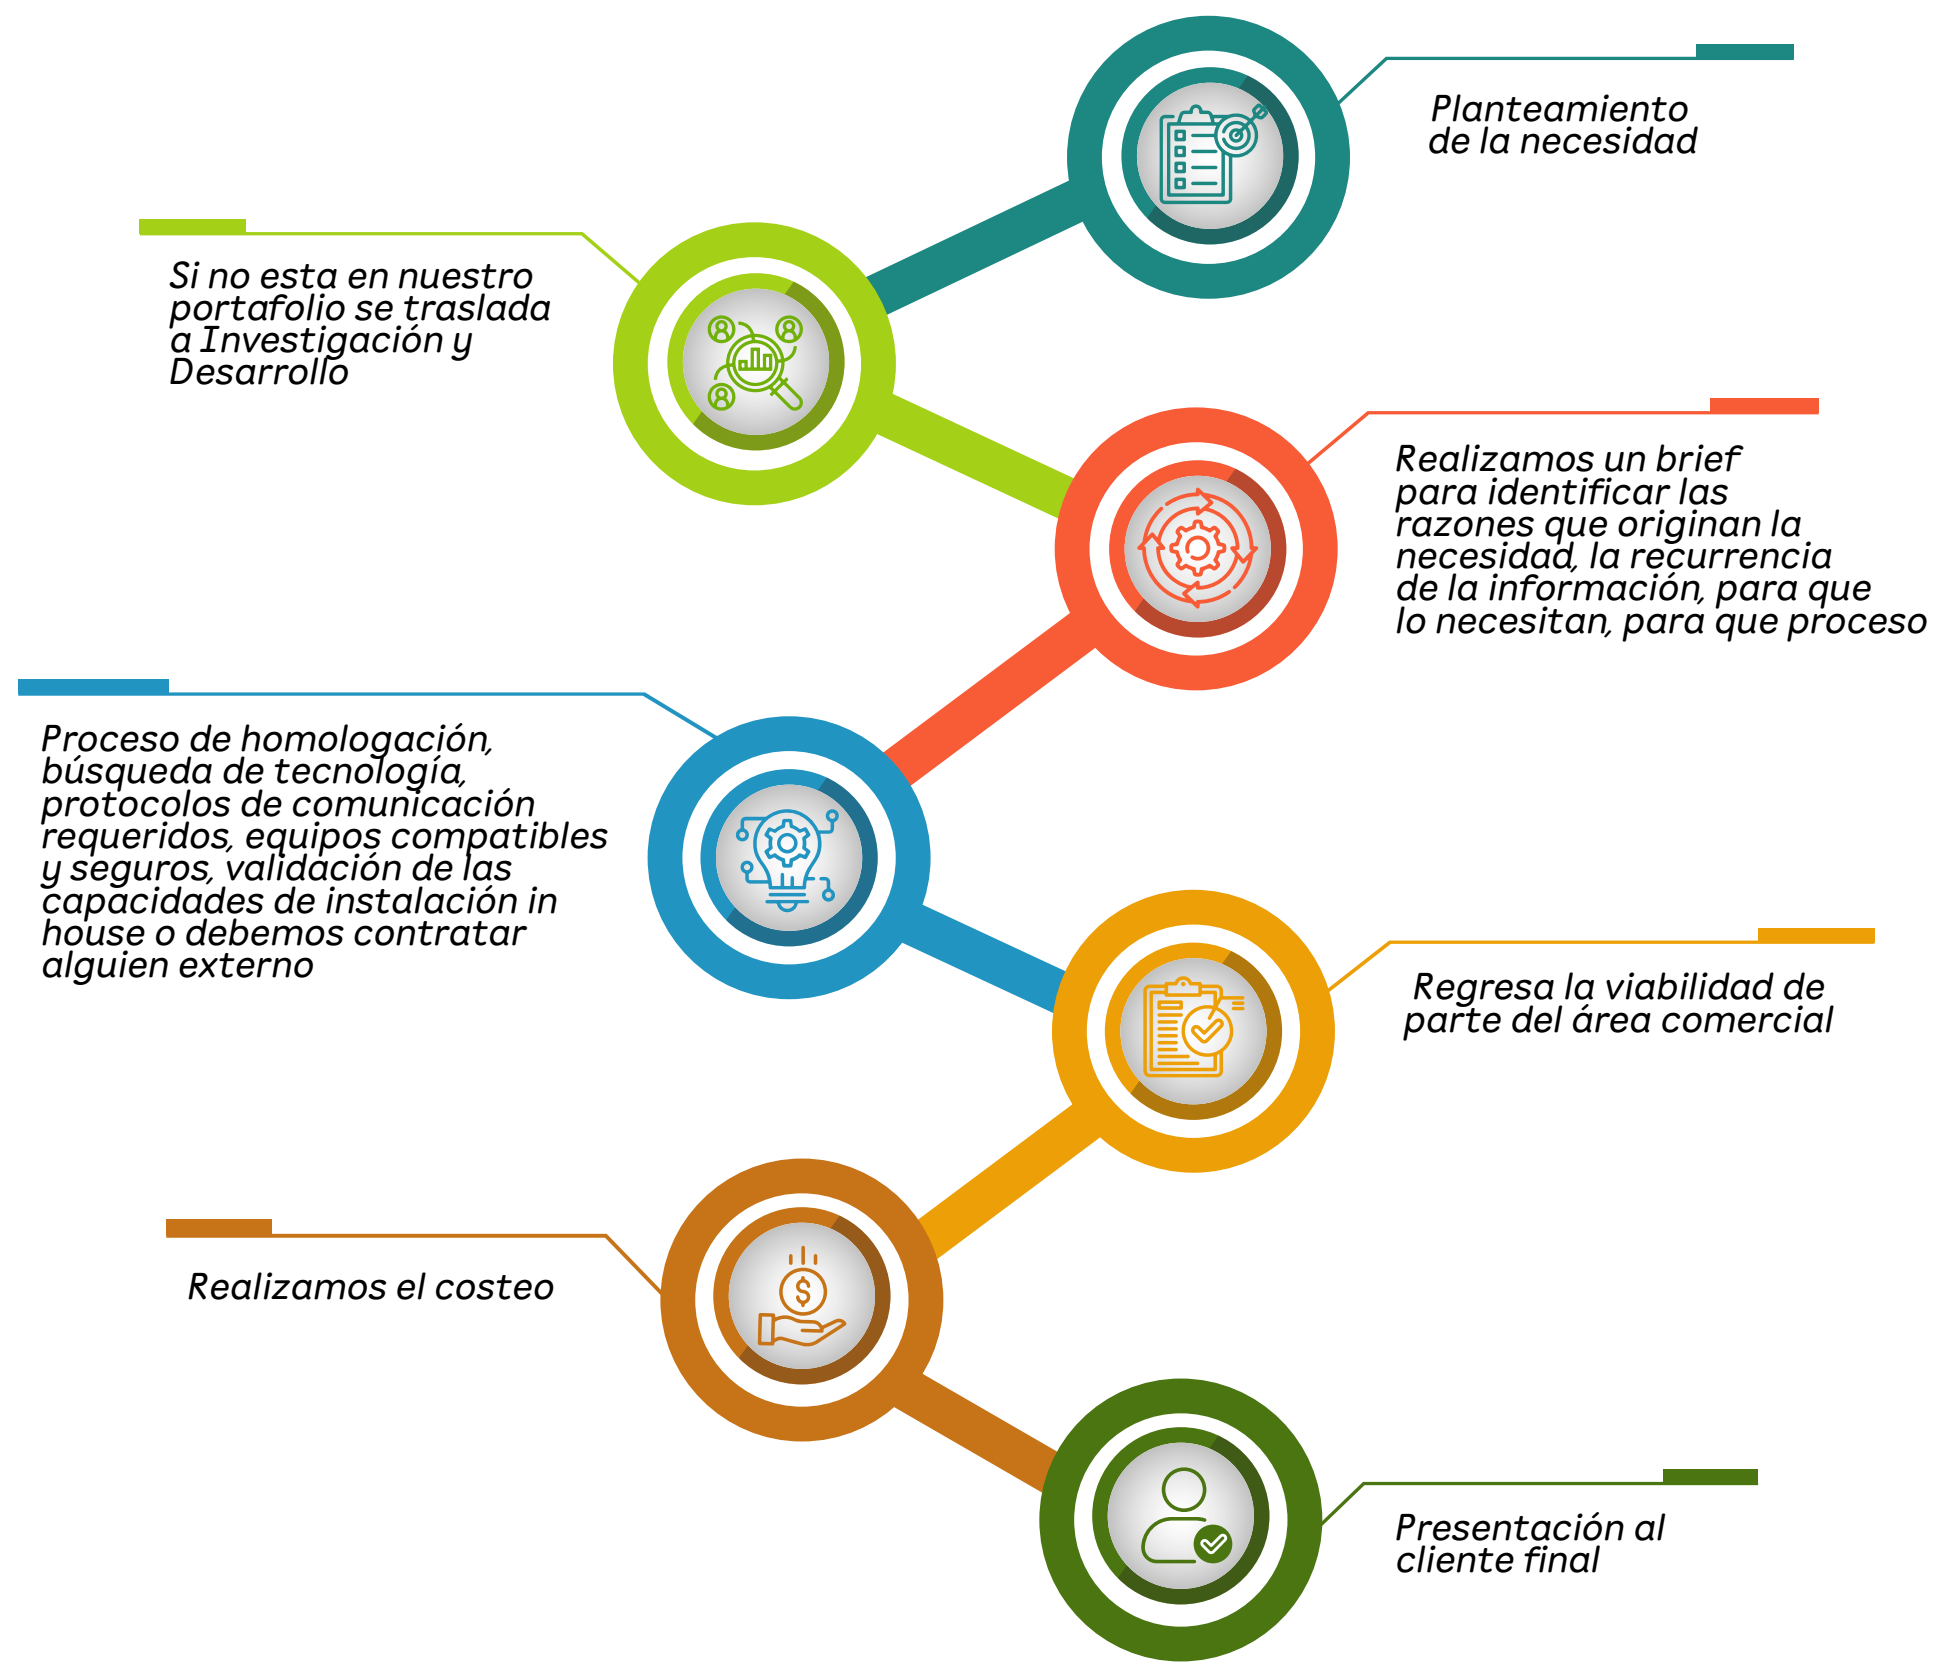 Planteamiento
de la necesidad
Si no esta en nuestro
portafolio se traslada
a Investigación y
Desarrollo
Realizamos un brief
para identificar las
razones que originan la
necesidad, la recurrencia
de la información, para que
lo necesitan, para que proceso
Proceso de homologación,
búsqueda de tecnología,
protocolos de comunicación
requeridos, equipos compatibles
y seguros, validación de las
capacidades de instalación in
house o debemos contratar
alguien externo
Regresa la viabilidad de
parte del área comercial
Realizamos el costeo
$
Presentación al
cliente final